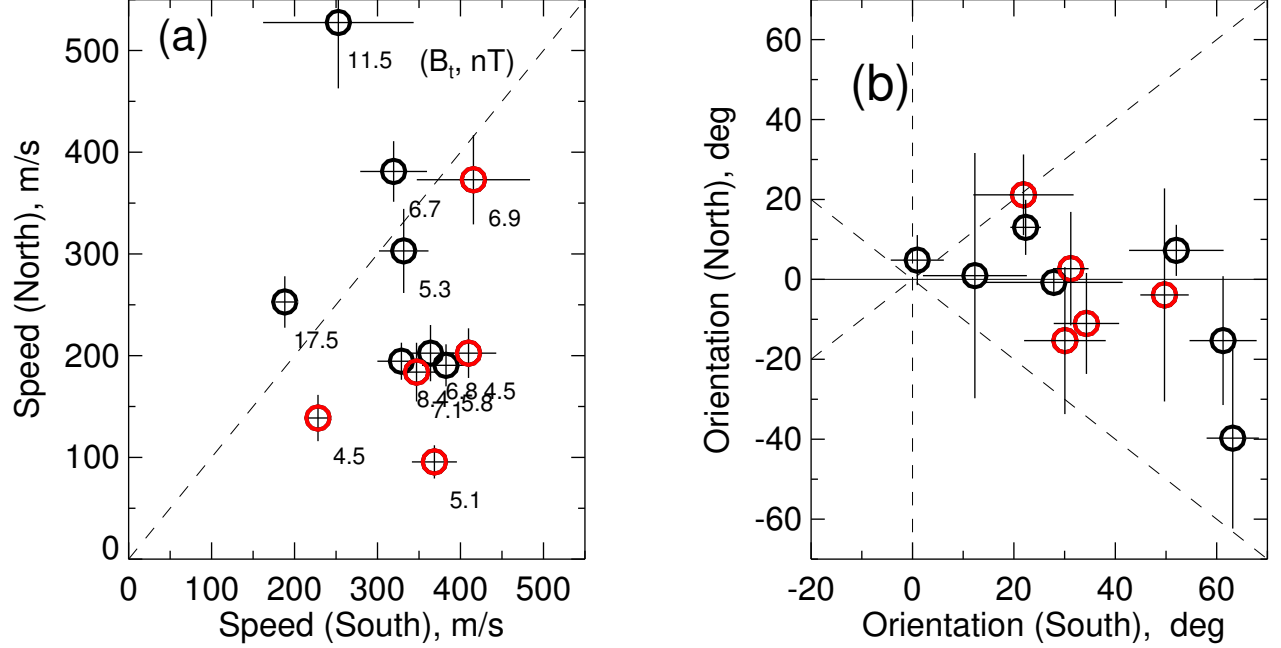 (a)
(B_t, nT)
11.5
6.7
6.9
5.3
17.5
8.4
7.1
6.8
5.8
4.5
4.5
5.1
500
400
300
200
100
0
Speed (North), m/s
0 100 200 300 400 500
Speed (South), m/s
(b)
60
40
20
0
-20
-40
-60
Orientation (North), deg
-20 0 20 40 60
Orientation (South), deg